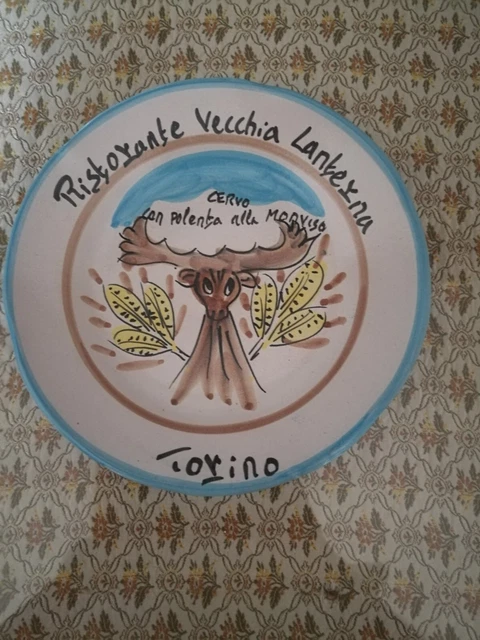 Ristorante Vecchia Lanterna
CERVO
con polenta alla Monviso
Torino